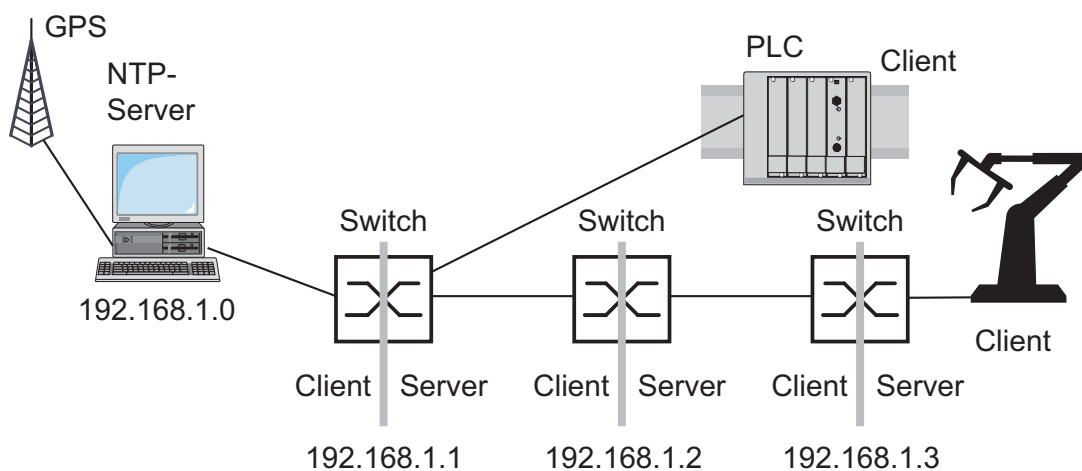 GPS
NTP-
Server
192.168.1.0
PLC
Client
Switch
Switch
Switch
Client
Client Server
Client Server
Client Server
192.168.1.1
192.168.1.2
192.168.1.3